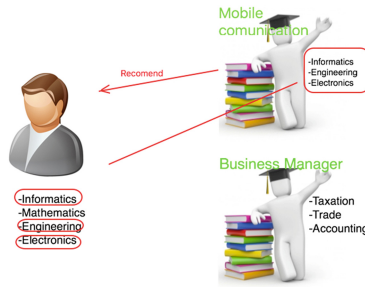 Mobile
comunication
-Informatics
-Engineering
-Electronics
Recomend
-Informatics
-Mathematics
-Engineering
-Electronics
Business Manager
-Taxation
-Trade
-Accounting